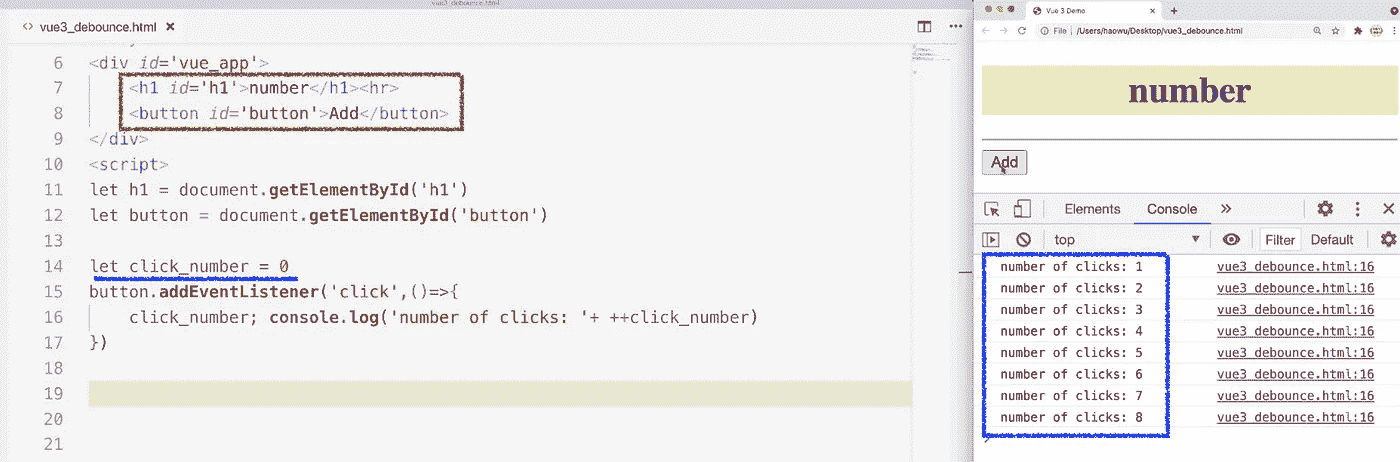 vue3_debounce.html
<> vue3_debounce.html ×
6 <div id='vue_app'>
7 <h1 id='h1'>number</h1><hr>
8 <button id='button'>Add</button>
9 </div>
10 <script>
11 let h1 = document.getElementById('h1')
12 let button = document.getElementById('button')
13
14 let click_number = 0
15 button.addEventListener('click',()=>{
16 click_number; console.log('number of clicks: '+ ++click_number)
17 })
18
19
20
21
Vue 3 Demo
File | /Users/haowu/Desktop/vue3_debounce.html
number
Add
Elements Console »
top Filter Default
number of clicks: 1 vue3_debounce.html:16
number of clicks: 2 vue3_debounce.html:16
number of clicks: 3 vue3_debounce.html:16
number of clicks: 4 vue3_debounce.html:16
number of clicks: 5 vue3_debounce.html:16
number of clicks: 6 vue3_debounce.html:16
number of clicks: 7 vue3_debounce.html:16
number of clicks: 8 vue3_debounce.html:16